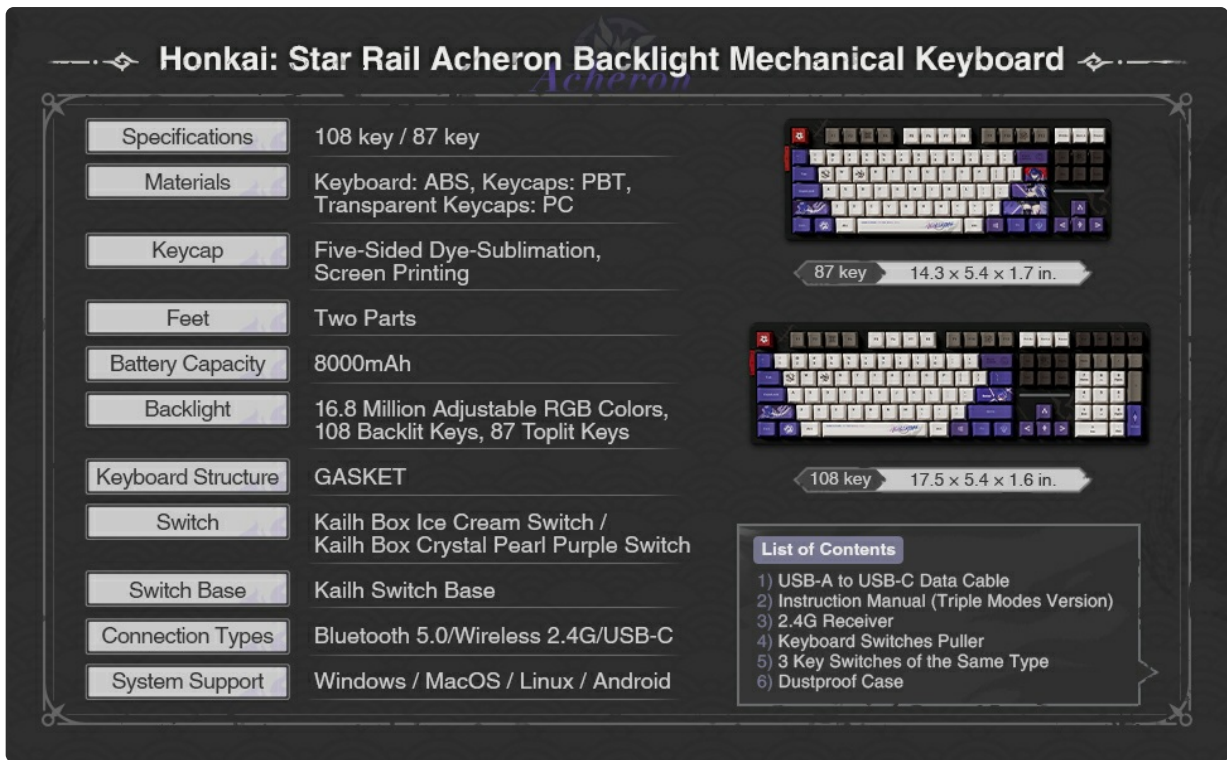 Honkai: Star Rail Acheron Backlight Mechanical Keyboard
Acheron
Specifications
108 key / 87 key
Materials
Keyboard: ABS, Keycaps: PBT,
Transparent Keycaps: PC
Keycap
Five-Sided Dye-Sublimation,
Screen Printing
Feet
Two Parts
Battery Capacity
8000mAh
Backlight
16.8 Million Adjustable RGB Colors,
108 Backlit Keys, 87 Toplit Keys
Keyboard Structure
GASKET
Switch
Kailh Box Ice Cream Switch /
Kailh Box Crystal Pearl Purple Switch
Switch Base
Kailh Switch Base
Connection Types
Bluetooth 5.0/Wireless 2.4G/USB-C
System Support
Windows / MacOS / Linux / Android
87 key
14.3 × 5.4 × 1.7 in.
108 key
17.5 × 5.4 × 1.6 in.
List of Contents
1) USB-A to USB-C Data Cable
2) Instruction Manual (Triple Modes Version)
3) 2.4G Receiver
4) Keyboard Switches Puller
5) 3 Key Switches of the Same Type
6) Dustproof Case